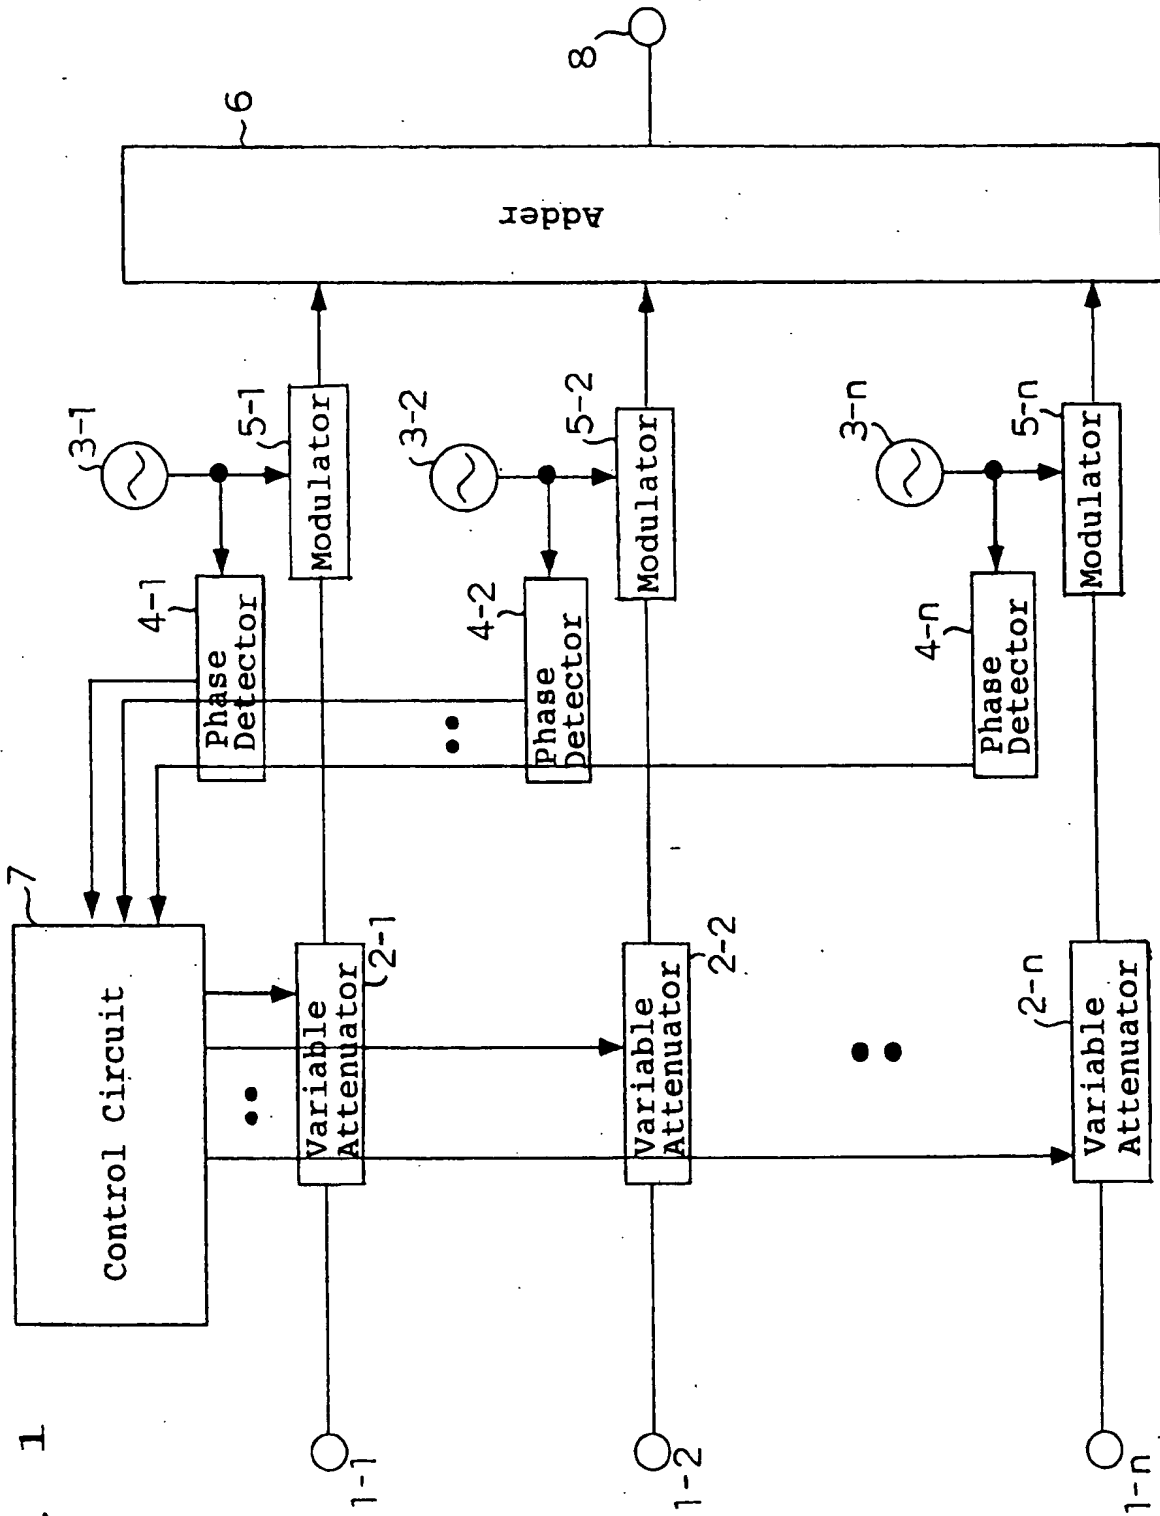 1
7
Control Circuit
1-1
Variable
Attenuator
2-1
Phase
Detector
4-1
3-1
Modulator
5-1
1-2
Variable
Attenuator
2-2
Phase
Detector
4-2
3-2
Modulator
5-2
1-n
Variable
Attenuator
2-n
Phase
Detector
4-n
3-n
Modulator
5-n
Adder
6
8